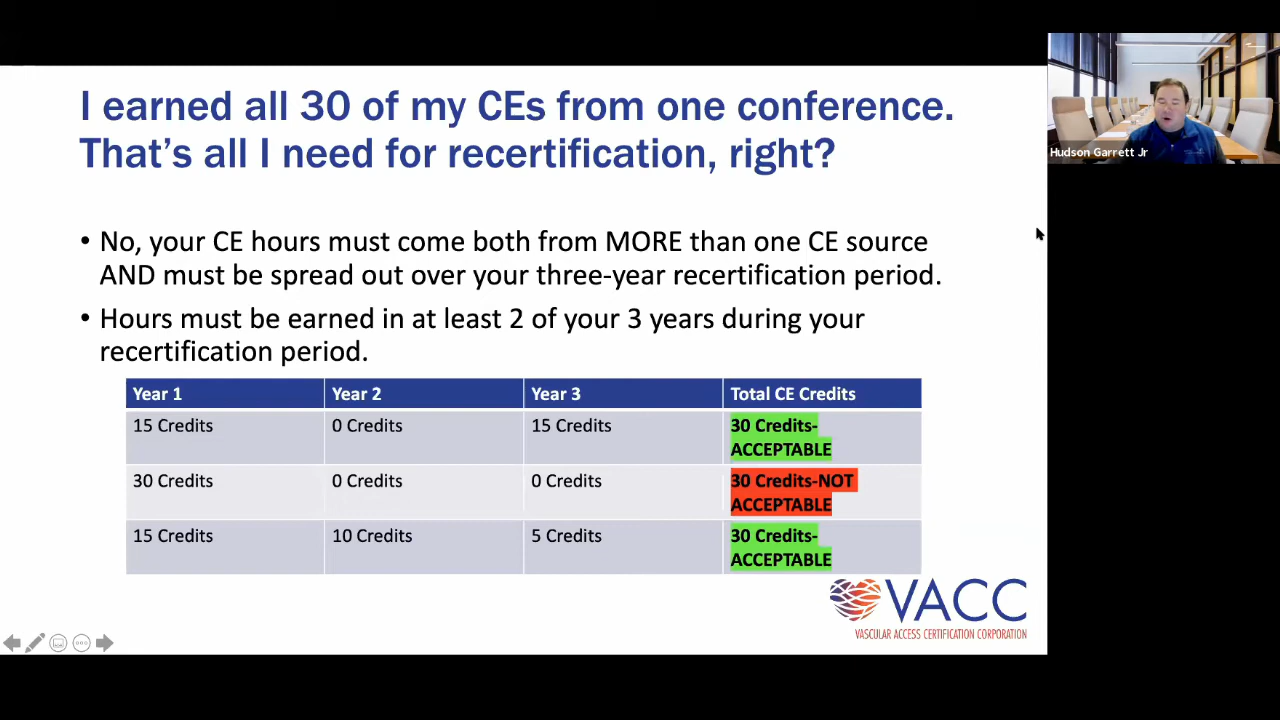 I earned all 30 of my CEs from one conference.
That's all I need for recertification, right?
• No, your CE hours must come both from MORE than one CE source
AND must be spread out over your three-year recertification period.
• Hours must be earned in at least 2 of your 3 years during your
recertification period.
Year 1 Year 2 Year 3 Total CE Credits
15 Credits 0 Credits 15 Credits 30 Credits-
ACCEPTABLE
30 Credits 0 Credits 0 Credits 30 Credits-NOT
ACCEPTABLE
15 Credits 10 Credits 5 Credits 30 Credits-
ACCEPTABLE
VACC
VASCULAR ACCESS CERTIFICATION CORPORATION
Hudson Garrett Jr